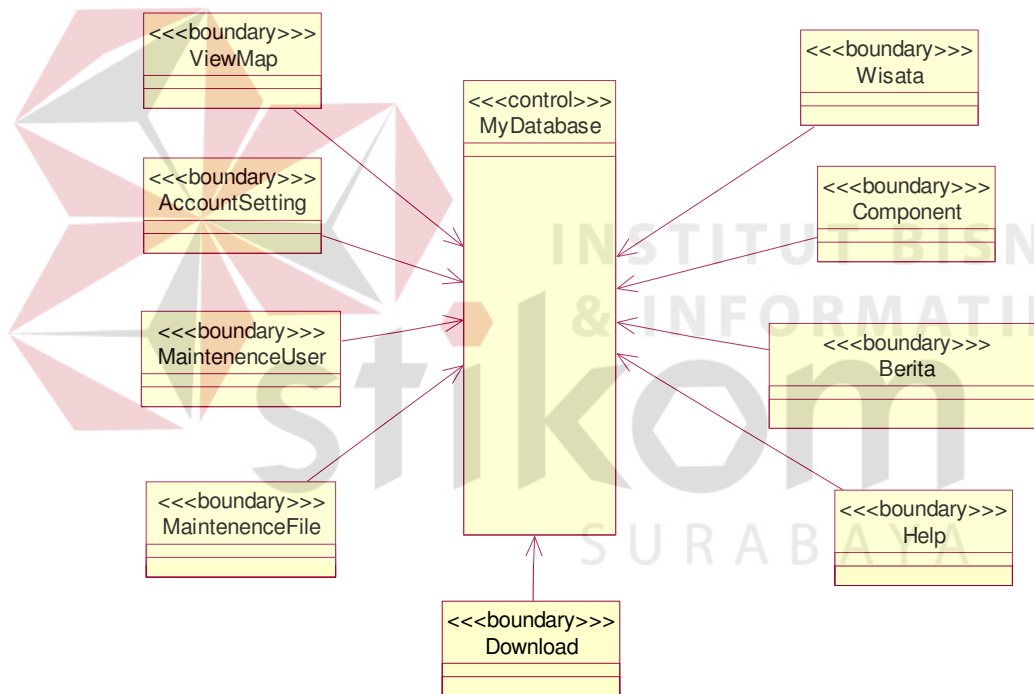 <<<boundary>>>
ViewMap
<<<control>>>
MyDatabase
<<<boundary>>>
Wisata
<<<boundary>>>
AccountSetting
<<<boundary>>>
Component
INSTITUT BISN
& INFORMATI
<<<boundary>>>
MaintenenceUser
<<<boundary>>>
Berita
stikom
<<<boundary>>>
MaintenenceFile
<<<boundary>>>
Help
SURABAYA
<<<boundary>>>
Download